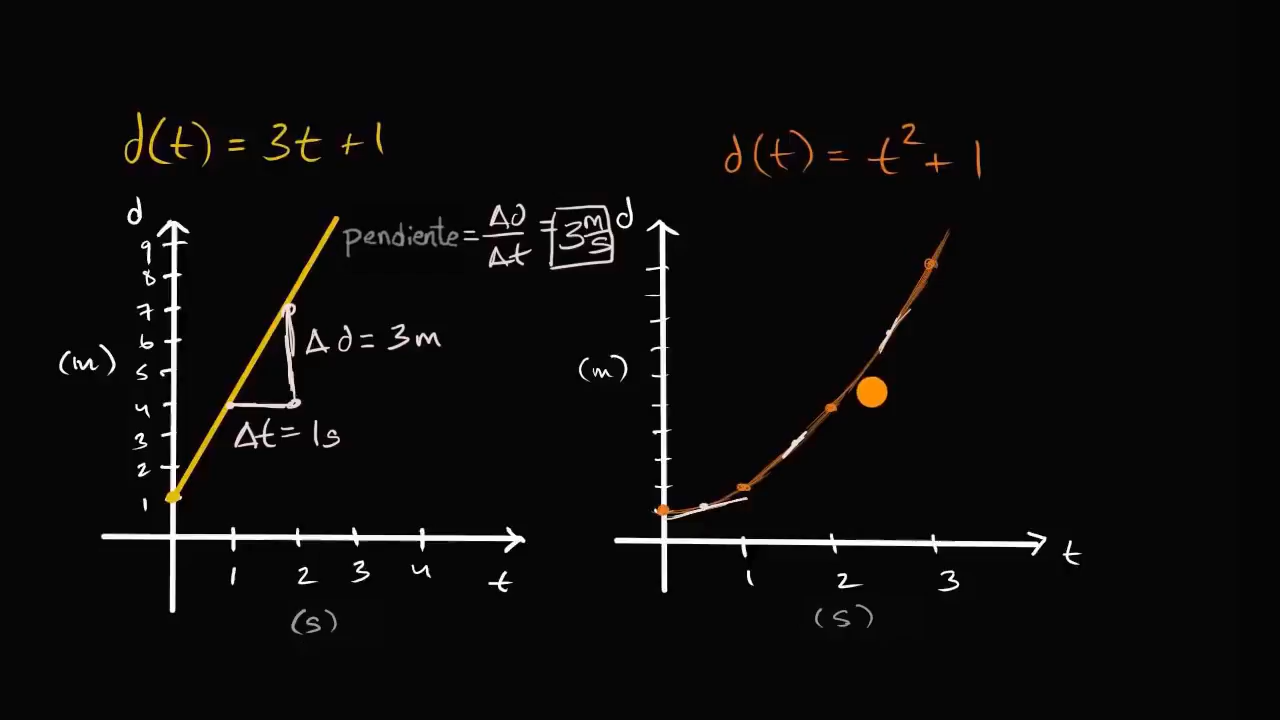 d(t) = 3t + 1
d
pendiente = Δd/Δt = 3 m/s
9
8
7
6
5
4
3
2
1
(m)
Δd = 3m
Δt = 1s
1 2 3 4 t
(s)
d(t) = t² + 1
d
(m)
1 2 3 t
(s)